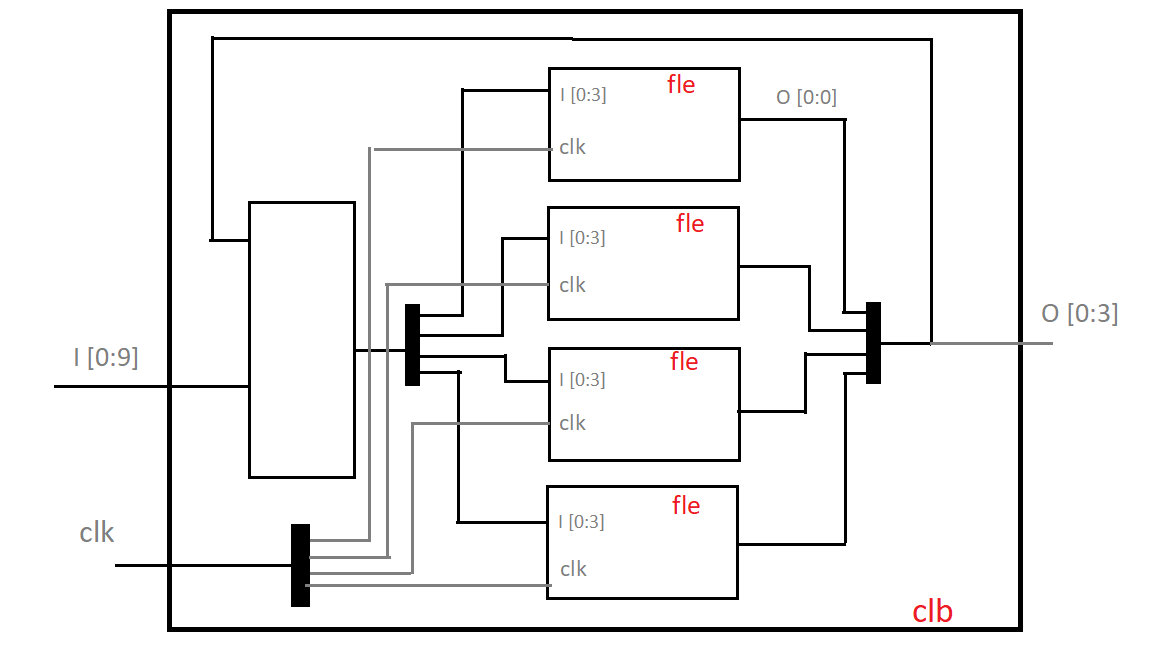 fle
I [0:3]
O [0:0]
clk
fle
I [0:3]
clk
O [0:3]
I [0:9]
fle
I [0:3]
clk
fle
I [0:3]
clk
clk
clb